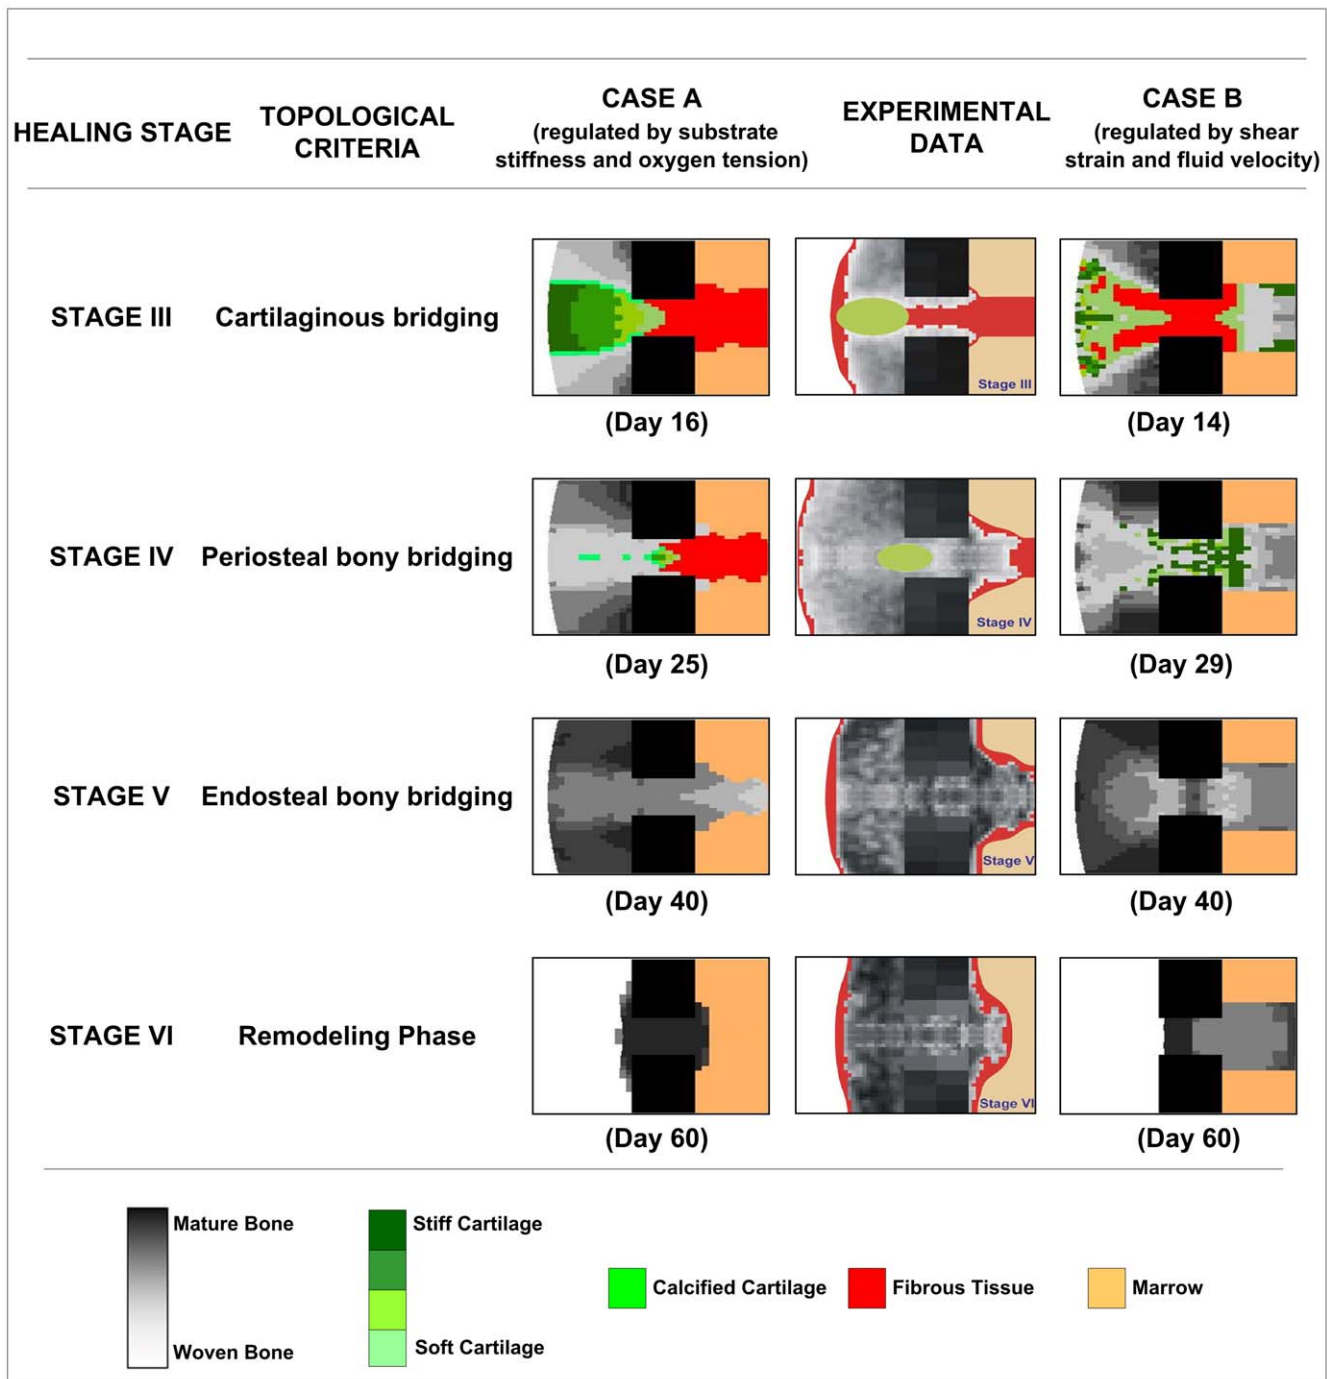 HEALING STAGE
TOPOLOGICAL
CRITERIA
CASE A
(regulated by substrate
stiffness and oxygen tension)
EXPERIMENTAL
DATA
CASE B
(regulated by shear
strain and fluid velocity)
STAGE III
Cartilaginous bridging
Stage III
(Day 16)
(Day 14)
STAGE IV
Periosteal bony bridging
Stage IV
(Day 25)
(Day 29)
STAGE V
Endosteal bony bridging
Stage V
(Day 40)
(Day 40)
STAGE VI
Remodeling Phase
Stage VI
(Day 60)
(Day 60)
Mature Bone
Woven Bone
Stiff Cartilage
Soft Cartilage
Calcified Cartilage
Fibrous Tissue
Marrow